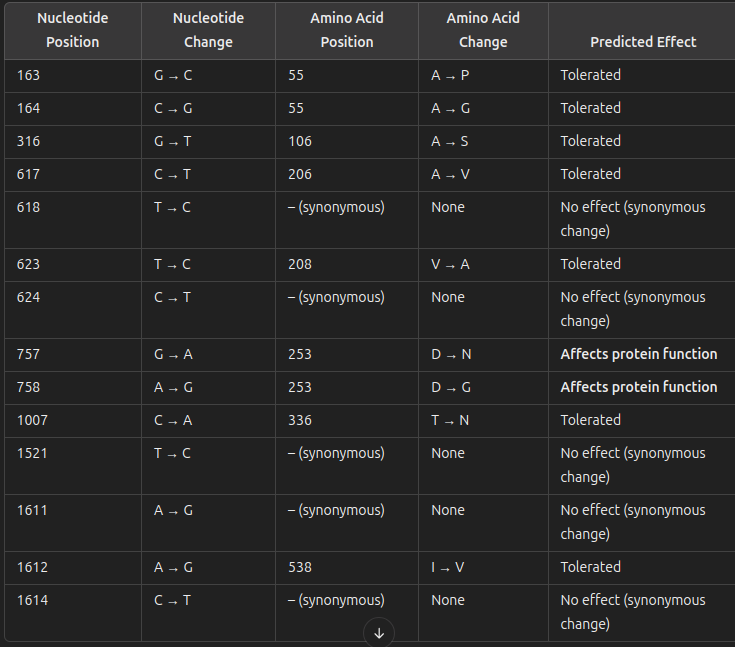 Nucleotide Position | Nucleotide Change | Amino Acid Position | Amino Acid Change | Predicted Effect
163 | G → C | 55 | A → P | Tolerated
164 | C → G | 55 | A → G | Tolerated
316 | G → T | 106 | A → S | Tolerated
617 | C → T | 206 | A → V | Tolerated
618 | T → C | – (synonymous) | None | No effect (synonymous change)
623 | T → C | 208 | V → A | Tolerated
624 | C → T | – (synonymous) | None | No effect (synonymous change)
757 | G → A | 253 | D → N | Affects protein function
758 | A → G | 253 | D → G | Affects protein function
1007 | C → A | 336 | T → N | Tolerated
1521 | T → C | – (synonymous) | None | No effect (synonymous change)
1611 | A → G | – (synonymous) | None | No effect (synonymous change)
1612 | A → G | 538 | I → V | Tolerated
1614 | C → T | – (synonymous) | None | No effect (synonymous change)